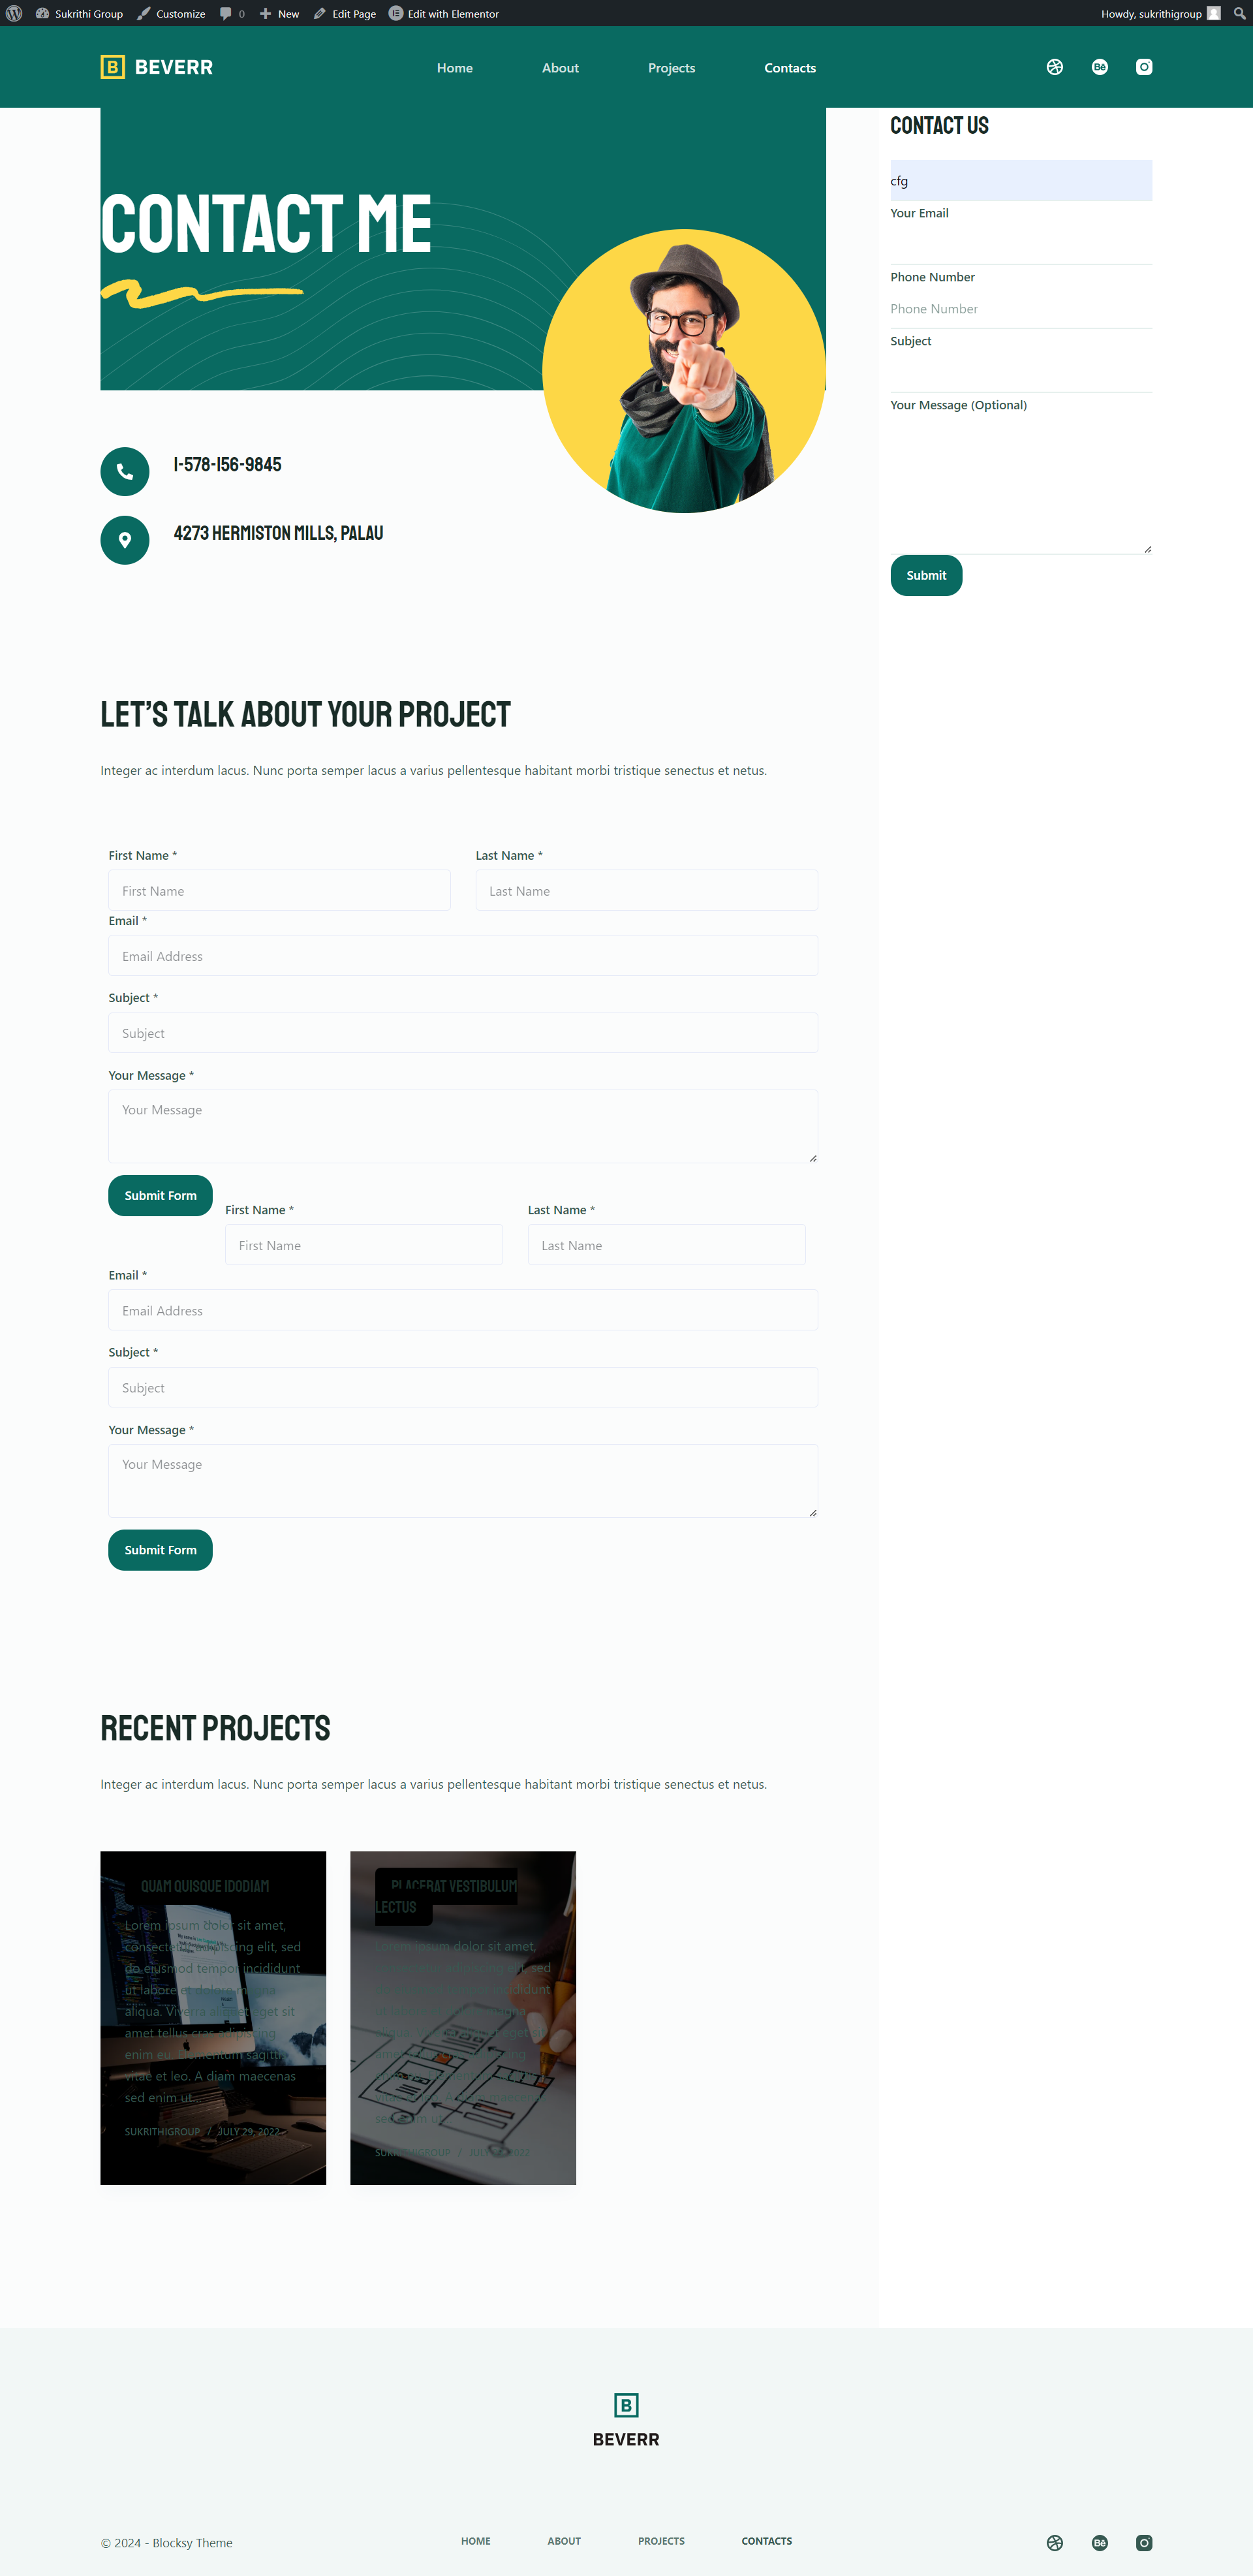 Sukrithi Group Customize 0 New Edit Page Edit with Elementor Howdy, sukrithigroup
B BEVERR Home About Projects Contacts
CONTACT US
cfg
Your Email
Phone Number
Phone Number
Subject
Your Message (Optional)
Submit
CONTACT ME
1-578-156-9845
4273 HERMISTON MILLS, PALAU
LET'S TALK ABOUT YOUR PROJECT
Integer ac interdum lacus. Nunc porta semper lacus a varius pellentesque habitant morbi tristique senectus et netus.
First Name * Last Name *
First Name Last Name
Email *
Email Address
Subject *
Subject
Your Message *
Your Message
Submit Form
First Name * Last Name *
First Name Last Name
Email *
Email Address
Subject *
Subject
Your Message *
Your Message
Submit Form
RECENT PROJECTS
Integer ac interdum lacus. Nunc porta semper lacus a varius pellentesque habitant morbi tristique senectus et netus.
QUAM QUISQUE IDODIAM
Lorem ipsum dolor sit amet,
consectetur adipiscing elit, sed
do eiusmod tempor incididunt
ut labore et dolore magna
aliqua. Viverra aliquet eget sit
amet tellus cras adipiscing
enim eu. Elementum sagittis
vitae et leo. A diam maecenas
sed enim ut...
SUKRITHIGROUP / JULY 29, 2022
PLACERAT VESTIBULUM
LECTUS
Lorem ipsum dolor sit amet,
sed
incididunt
eget
A
sed enim ut
SUKRITHIGROUP / JULY 2022
B
BEVERR
© 2024 - Blocksy Theme HOME ABOUT PROJECTS CONTACTS Bē